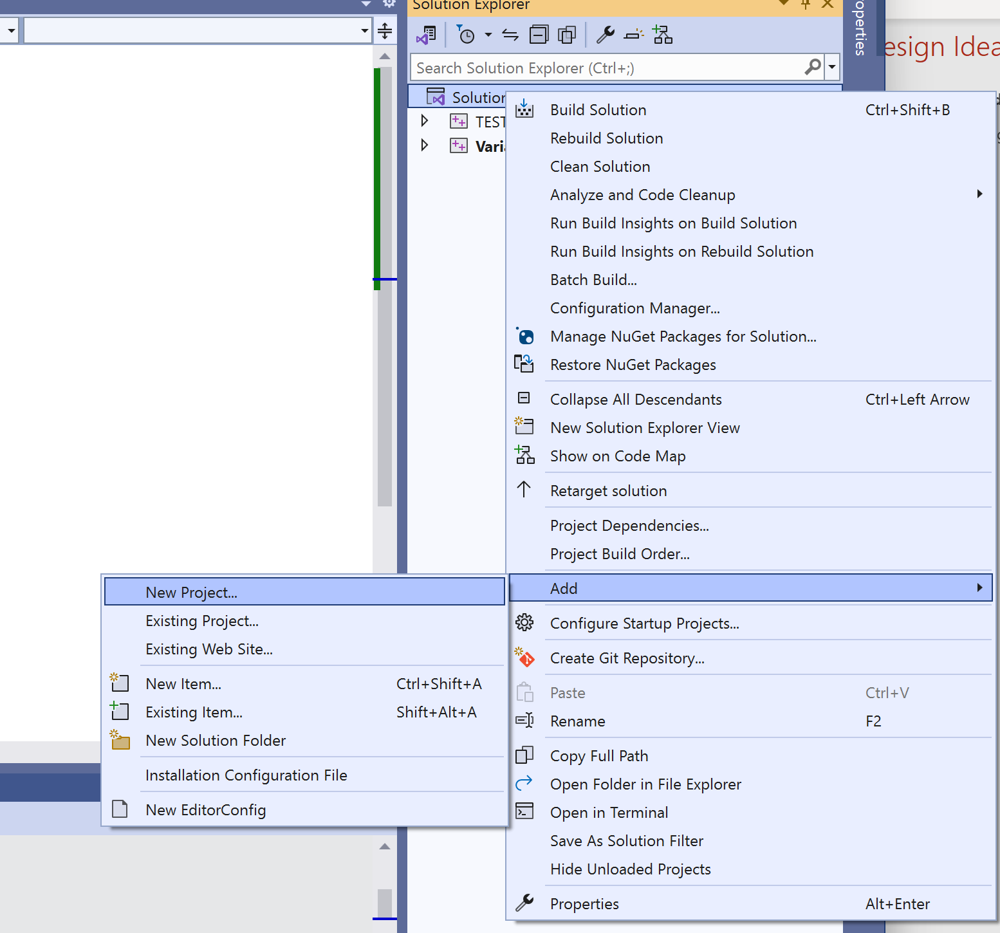 Solution Explorer
Search Solution Explorer (Ctrl+;)
Solution
TEST
Vari
Build Solution Ctrl+Shift+B
Rebuild Solution
Clean Solution
Analyze and Code Cleanup
Run Build Insights on Build Solution
Run Build Insights on Rebuild Solution
Batch Build...
Configuration Manager...
Manage NuGet Packages for Solution...
Restore NuGet Packages
Collapse All Descendants Ctrl+Left Arrow
New Solution Explorer View
Show on Code Map
Retarget solution
Project Dependencies...
Project Build Order...
Add
Configure Startup Projects...
Create Git Repository...
Paste Ctrl+V
Rename F2
Copy Full Path
Open Folder in File Explorer
Open in Terminal
Save As Solution Filter
Hide Unloaded Projects
Properties Alt+Enter
New Project...
Existing Project...
Existing Web Site...
New Item... Ctrl+Shift+A
Existing Item... Shift+Alt+A
New Solution Folder
Installation Configuration File
New EditorConfig
operties
esign Idea